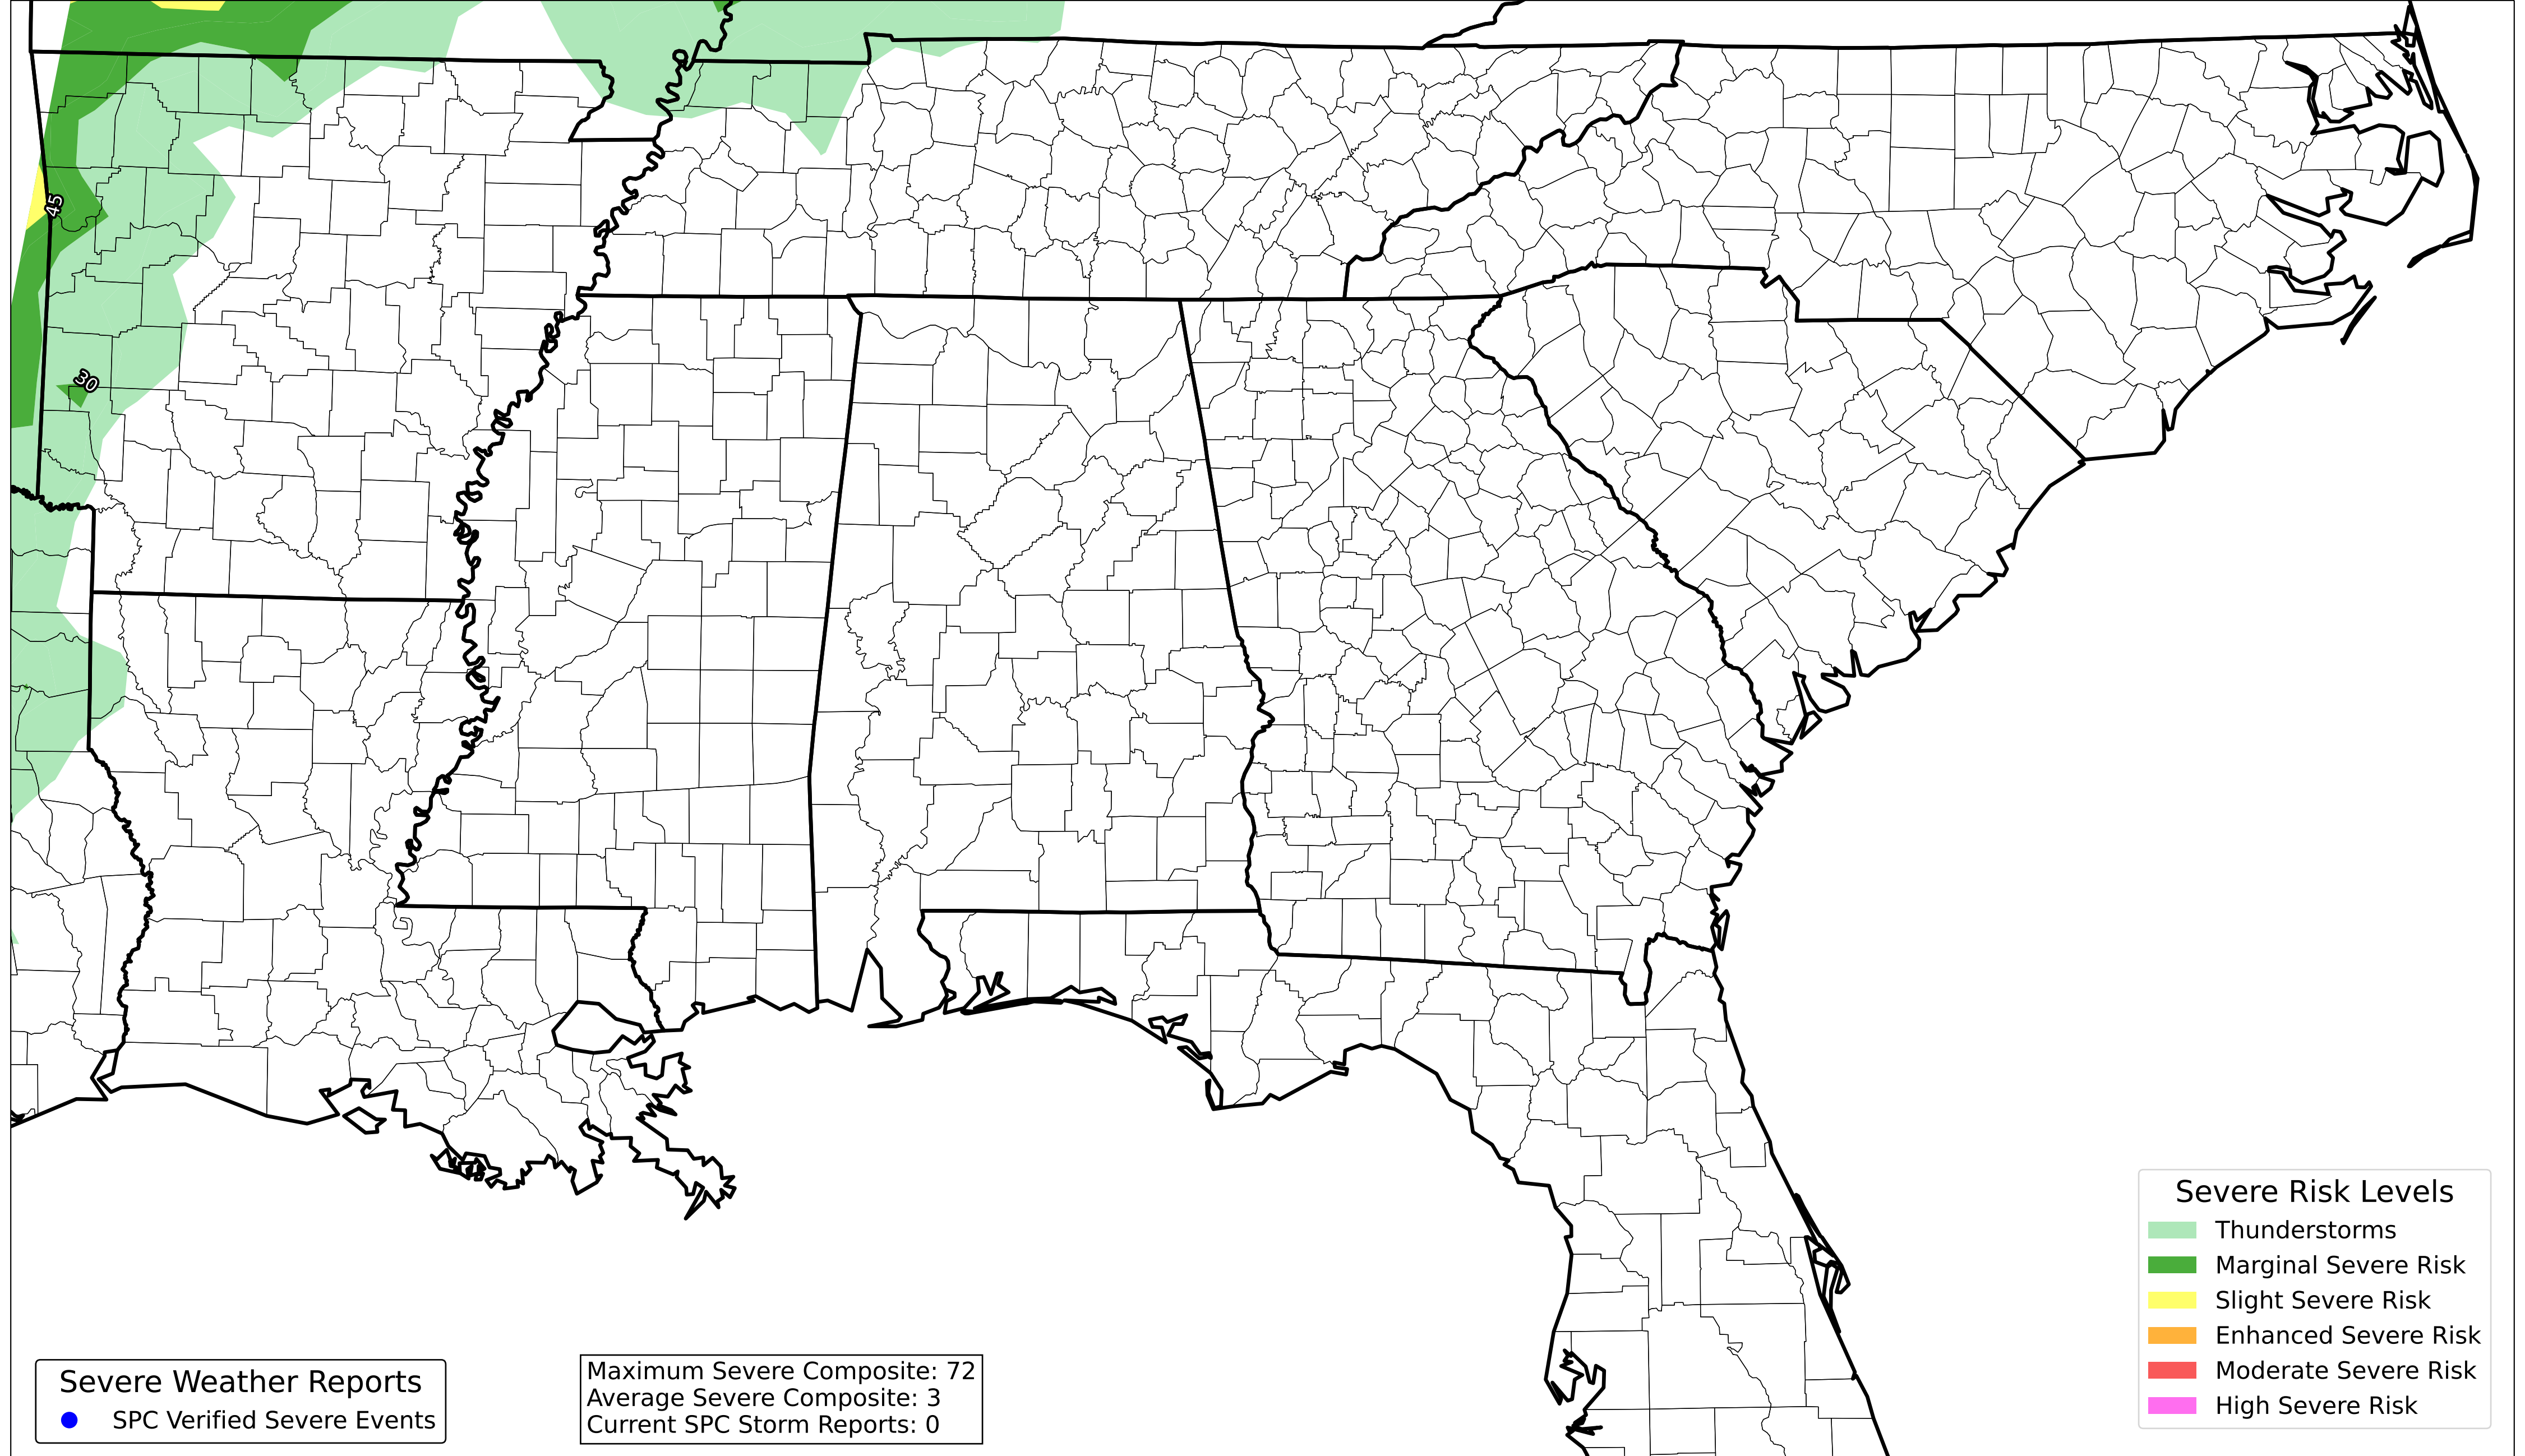 45
30
Severe Risk Levels
Thunderstorms
Marginal Severe Risk
Slight Severe Risk
Enhanced Severe Risk
Moderate Severe Risk
High Severe Risk
Severe Weather Reports
SPC Verified Severe Events
Maximum Severe Composite: 72
Average Severe Composite: 3
Current SPC Storm Reports: 0